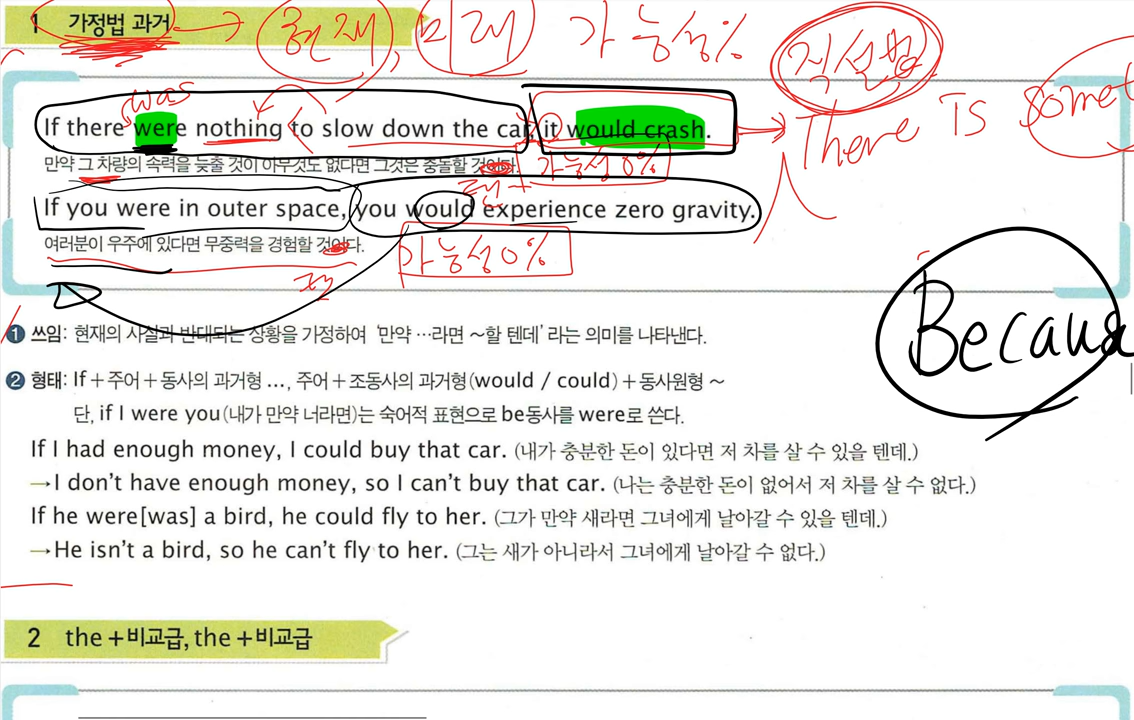 1 가정법 과거 → 현재, 미래 가능성%
직설법
was
If there were nothing to slow down the car, it would crash.
There is
만약 그 차량의 속력을 늦출 것이 아무것도 없다면 그것은 충돌할 것이다.
가능성 0%
텐
If you were in outer space, you would experience zero gravity.
여러분이 우주에 있다면 무중력을 경험할 것이다.
가능성 0%
Becaus
1 쓰임: 현재의 사실과 반대되는 상황을 가정하여 '만약 …라면 ~할 텐데'라는 의미를 나타낸다.
2 형태: If+주어+동사의 과거형 …, 주어+조동사의 과거형(would / could)+동사원형 ~
단, if I were you(내가 만약 너라면)는 숙어적 표현으로 be동사를 were로 쓴다.
If I had enough money, I could buy that car. (내가 충분한 돈이 있다면 저 차를 살 수 있을 텐데.)
→I don't have enough money, so I can't buy that car. (나는 충분한 돈이 없어서 저 차를 살 수 없다.)
If he were[was] a bird, he could fly to her. (그가 만약 새라면 그녀에게 날아갈 수 있을 텐데.)
→He isn't a bird, so he can't fly to her. (그는 새가 아니라서 그녀에게 날아갈 수 없다.)
2 the+비교급, the+비교급